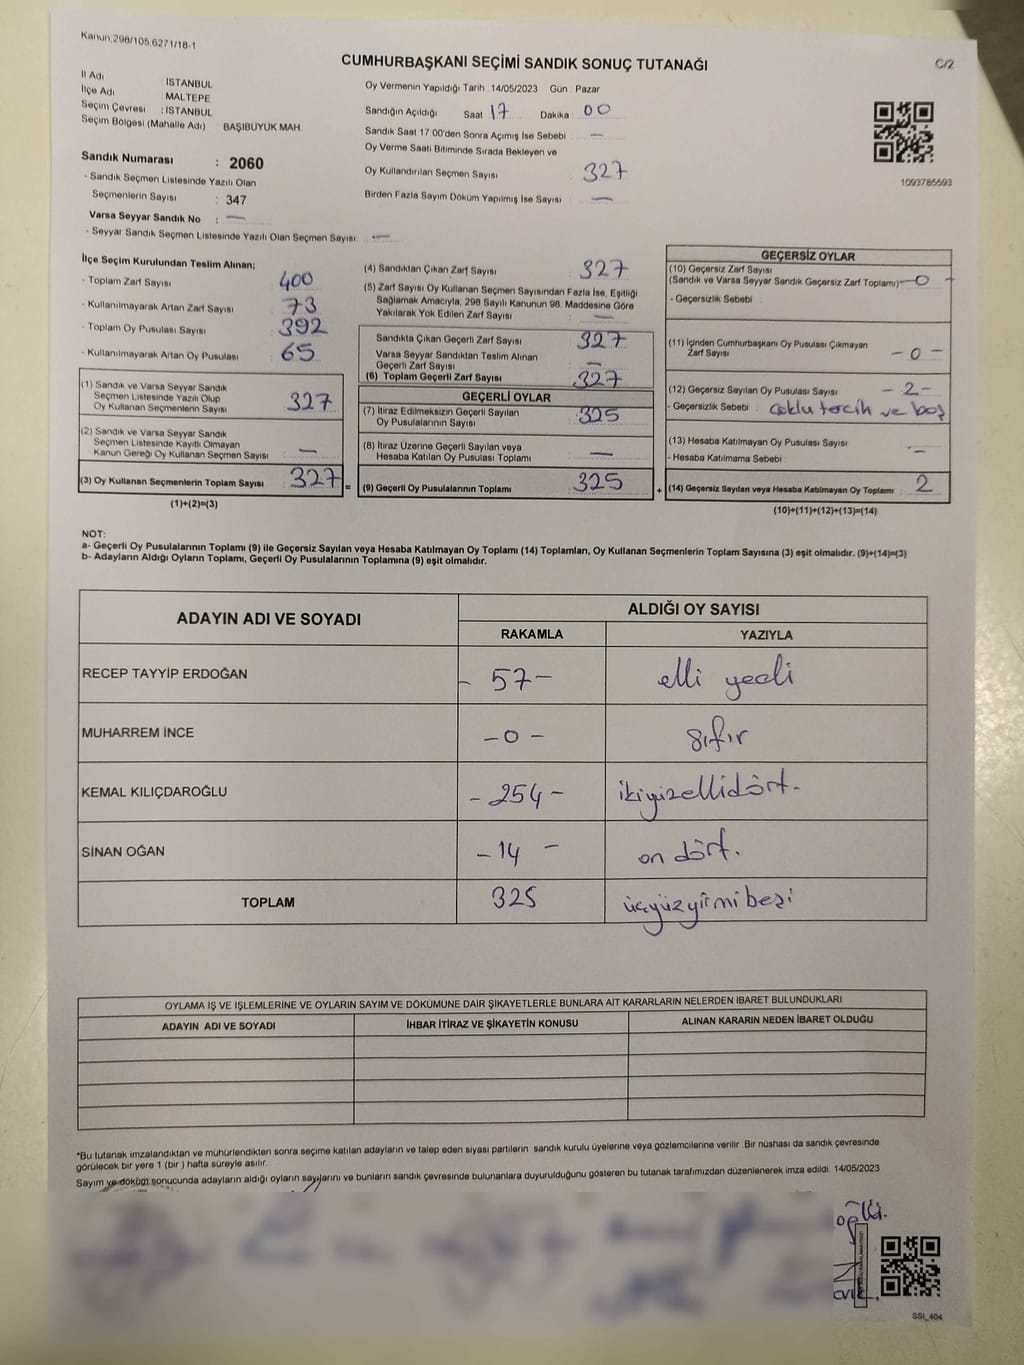 Kanun,298/105,6271/18-1
CUMHURBAŞKANI SEÇİMİ SANDIK SONUÇ TUTANAĞI
C/2
İl Adı : İSTANBUL
İlçe Adı : MALTEPE
Seçim Çevresi : İSTANBUL
Seçim Bölgesi (Mahalle Adı) : BAŞIBÜYÜK MAH
Sandık Numarası : 2060
- Sandık Seçmen Listesinde Yazılı Olan
Seçmenlerin Sayısı : 347
Varsa Seyyar Sandık No : —
- Seyyar Sandık Seçmen Listesinde Yazılı Olan Seçmen Sayısı : —
Oy Vermenin Yapıldığı Tarih : 14/05/2023 Gün : Pazar
Sandığın Açıldığı Saat 17 Dakika : 00
Sandık Saat 17:00'den Sonra Açımış İse Sebebi : —
Oy Verme Saati Bitiminde Sırada Bekleyen ve
Oy Kullandırılan Seçmen Sayısı : 327
Birden Fazla Sayım Döküm Yapılmış İse Sayısı : —
1093785593
İlçe Seçim Kurulundan Teslim Alınan;
- Toplam Zarf Sayısı : 400
- Kullanılmayarak Artan Zarf Sayısı : 73
- Toplam Oy Pusulası Sayısı : 392
- Kullanılmayarak Artan Oy Pusulası : 65
(1) Sandık ve Varsa Seyyar Sandık
Seçmen Listesinde Yazılı Olup
Oy Kullanan Seçmenlerin Sayısı : 327
(2) Sandık ve Varsa Seyyar Sandık
Seçmen Listesinde Kayıtlı Olmayan
Kanun Gereği Oy Kullanan Seçmen Sayısı : —
(3) Oy Kullanan Seçmenlerin Toplam Sayısı : 327 =
(1)+(2)=(3)
(4) Sandıktan Çıkan Zarf Sayısı : 327
(5) Zarf Sayısı Oy Kullanan Seçmen Sayısından Fazla İse, Eşitliği
Sağlamak Amacıyla, 298 Sayılı Kanunun 98. Maddesine Göre
Yakılarak Yok Edilen Zarf Sayısı : —
Sandıkta Çıkan Geçerli Zarf Sayısı : 327
Varsa Seyyar Sandıktan Teslim Alınan
Geçerli Zarf Sayısı : —
(6) Toplam Geçerli Zarf Sayısı : 327
GEÇERLİ OYLAR
(7) İtiraz Edilmeksizin Geçerli Sayılan
Oy Pusulalarının Sayısı : 325
(8) İtiraz Üzerine Geçerli Sayılan veya
Hesaba Katılan Oy Pusulası Toplamı : —
(9) Geçerli Oy Pusulalarının Toplamı : 325 +
GEÇERSİZ OYLAR
(10) Geçersiz Zarf Sayısı
(Sandık ve Varsa Seyyar Sandık Geçersiz Zarf Toplamı) – 0 –
- Geçersizlik Sebebi :
(11) İçinden Cumhurbaşkanı Oy Pusulası Çıkmayan
Zarf Sayısı – 0 –
(12) Geçersiz Sayılan Oy Pusulası Sayısı : – 2 –
- Geçersizlik Sebebi : çoklu tercih ve boş
(13) Hesaba Katılmayan Oy Pusulası Sayısı : —
- Hesaba Katılmama Sebebi :
(14) Geçersiz Sayılan veya Hesaba Katılmayan Oy Toplamı : 2
(10)+(11)+(12)+(13)=(14)
NOT:
a- Geçerli Oy Pusulalarının Toplamı (9) ile Geçersiz Sayılan veya Hesaba Katılmayan Oy Toplamı (14) Toplamları, Oy Kullanan Seçmenlerin Toplam Sayısına (3) eşit olmalıdır. (9)+(14)=(3)
b- Adayların Aldığı Oyların Toplamı, Geçerli Oy Pusulalarının Toplamına (9) eşit olmalıdır.
ADAYIN ADI VE SOYADI ALDIĞI OY SAYISI
RAKAMLA YAZIYLA
RECEP TAYYİP ERDOĞAN – 57 – elli yedi
MUHARREM İNCE – 0 – sıfır
KEMAL KILIÇDAROĞLU – 254 – ikiyüzellidört.
SİNAN OĞAN – 14 – on dört.
TOPLAM 325 üçyüzyirmibeşi
OYLAMA İŞ VE İŞLEMLERİNE VE OYLARIN SAYIM VE DÖKÜMÜNE DAİR ŞİKAYETLERLE BUNLARA AİT KARARLARIN NELERDEN İBARET BULUNDUKLARI
ADAYIN ADI VE SOYADI İHBAR İTİRAZ VE ŞİKAYETİN KONUSU ALINAN KARARIN NEDEN İBARET OLDUĞU
*Bu tutanak imzalandıktan ve mühürlendikten sonra seçime katılan adayların ve talep eden siyasi partilerin sandık kurulu üyelerine veya gözlemcilerine verilir. Bir nüshası da sandık çevresinde
görülecek bir yere 1 (bir ) hafta süreyle asılır.
Sayım ve döküm sonucunda adayların aldığı oyların sayılarını ve bunların sandık çevresinde bulunanlara duyurulduğunu gösteren bu tutanak tarafımızdan düzenlenerek imza edildi. 14/05/2023
SSI_404